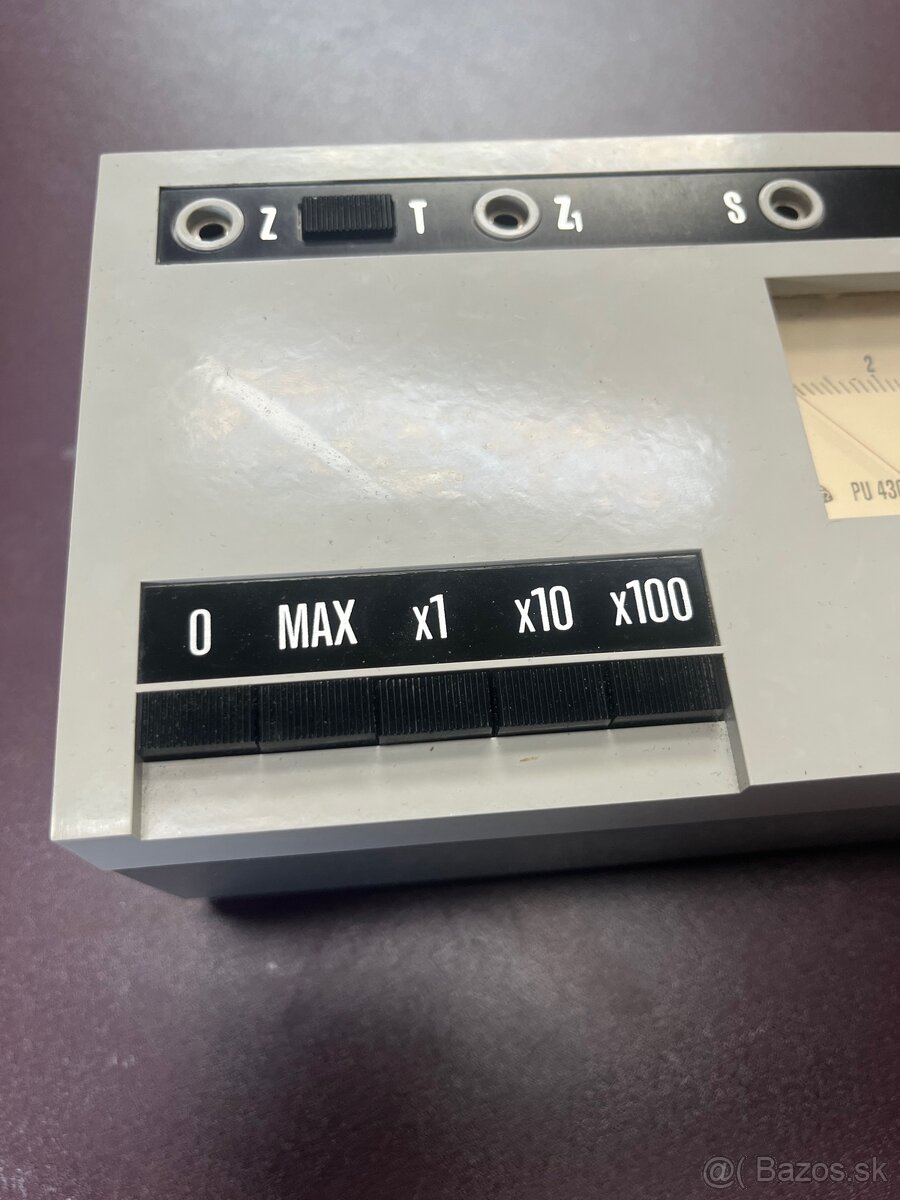 Z T Z₁ S
2
PU 430
0 MAX x1 x10 x100
@( Bazos.sk